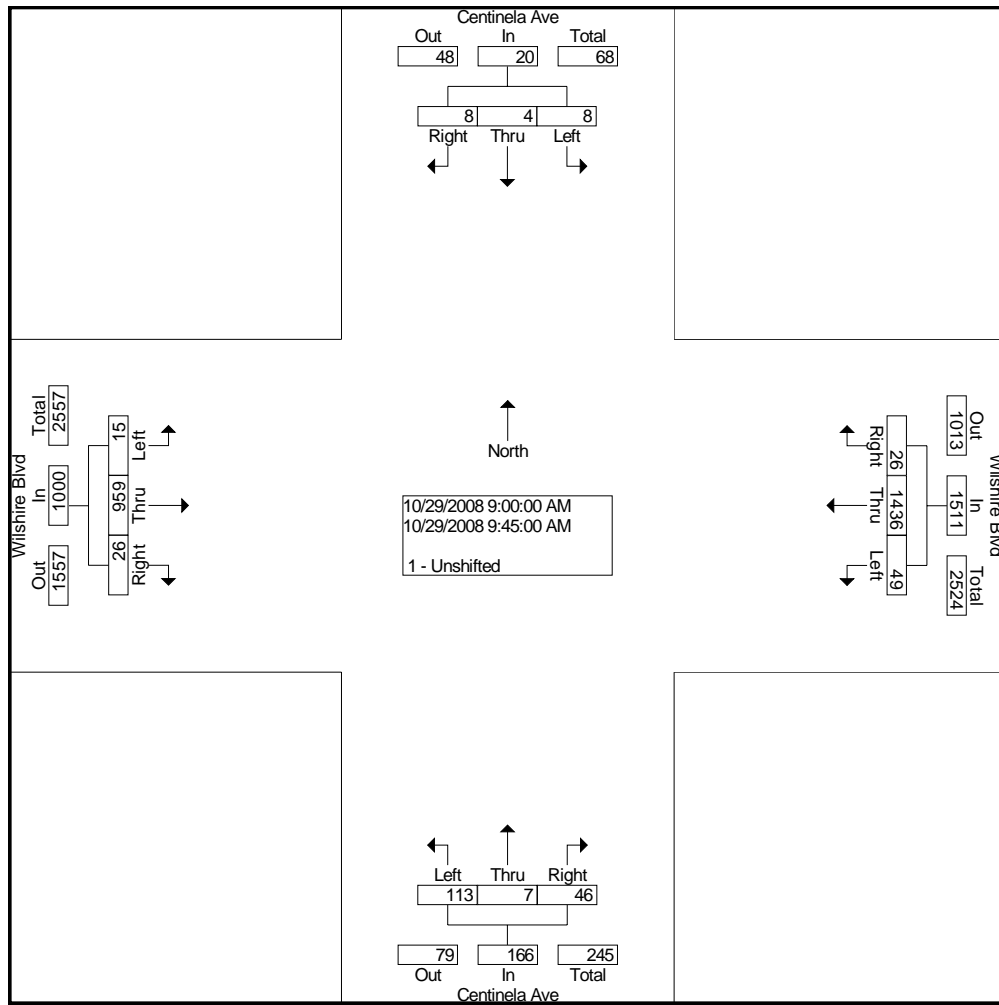 Centinela Ave
Out In Total
48 20 68
8 4 8
Right Thru Left
Wilshire Blvd
Total In Out
2557 1000 1557
15 959 26
Left Thru Right
North
10/29/2008 9:00:00 AM
10/29/2008 9:45:00 AM
1 - Unshifted
Right Thru Left
26 1436 49
Out In Total
1013 1511 2524
Wilshire Blvd
Left Thru Right
113 7 46
79 166 245
Out In Total
Centinela Ave